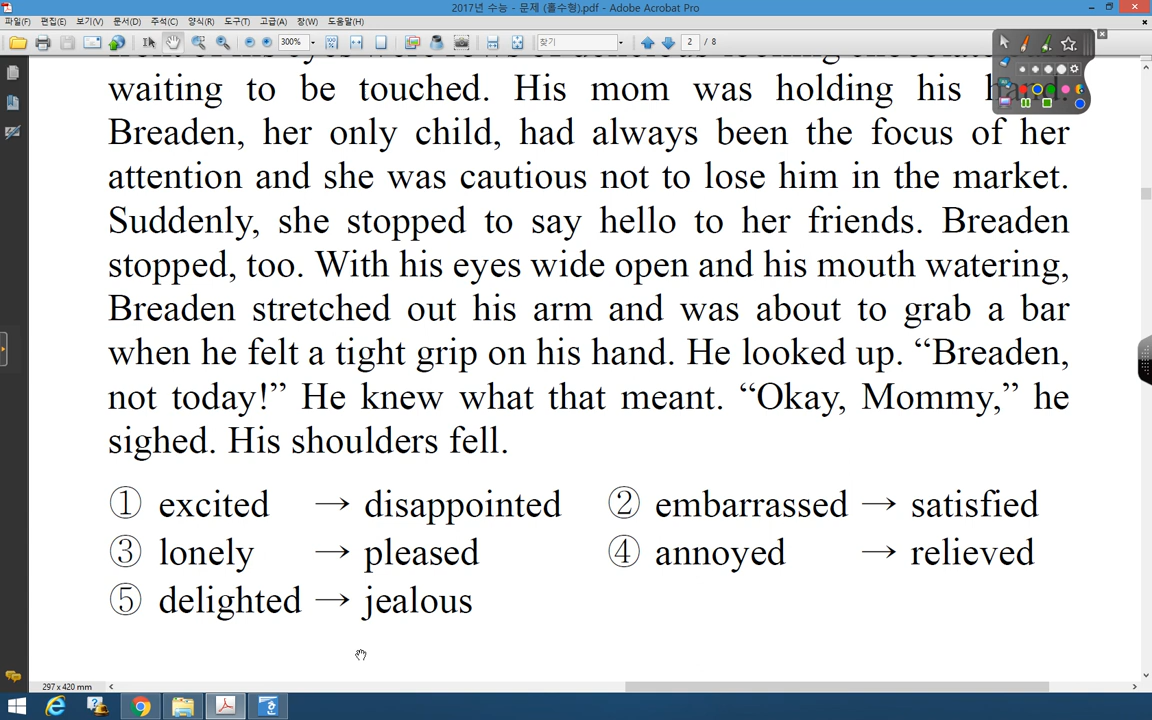 2017년 수능 - 문제 (홀수형).pdf - Adobe Acrobat Pro
파일(F) 편집(E) 보기(V) 문서(D) 주석(C) 양식(R) 도구(T) 고급(A) 창(W) 도움말(H)
300% 찾기 2 / 8
waiting to be touched. His mom was holding his hand.
Breaden, her only child, had always been the focus of her
attention and she was cautious not to lose him in the market.
Suddenly, she stopped to say hello to her friends. Breaden
stopped, too. With his eyes wide open and his mouth watering,
Breaden stretched out his arm and was about to grab a bar
when he felt a tight grip on his hand. He looked up. “Breaden,
not today!” He knew what that meant. “Okay, Mommy,” he
sighed. His shoulders fell.
① excited → disappointed ② embarrassed → satisfied
③ lonely → pleased ④ annoyed → relieved
⑤ delighted → jealous
297 x 420 mm